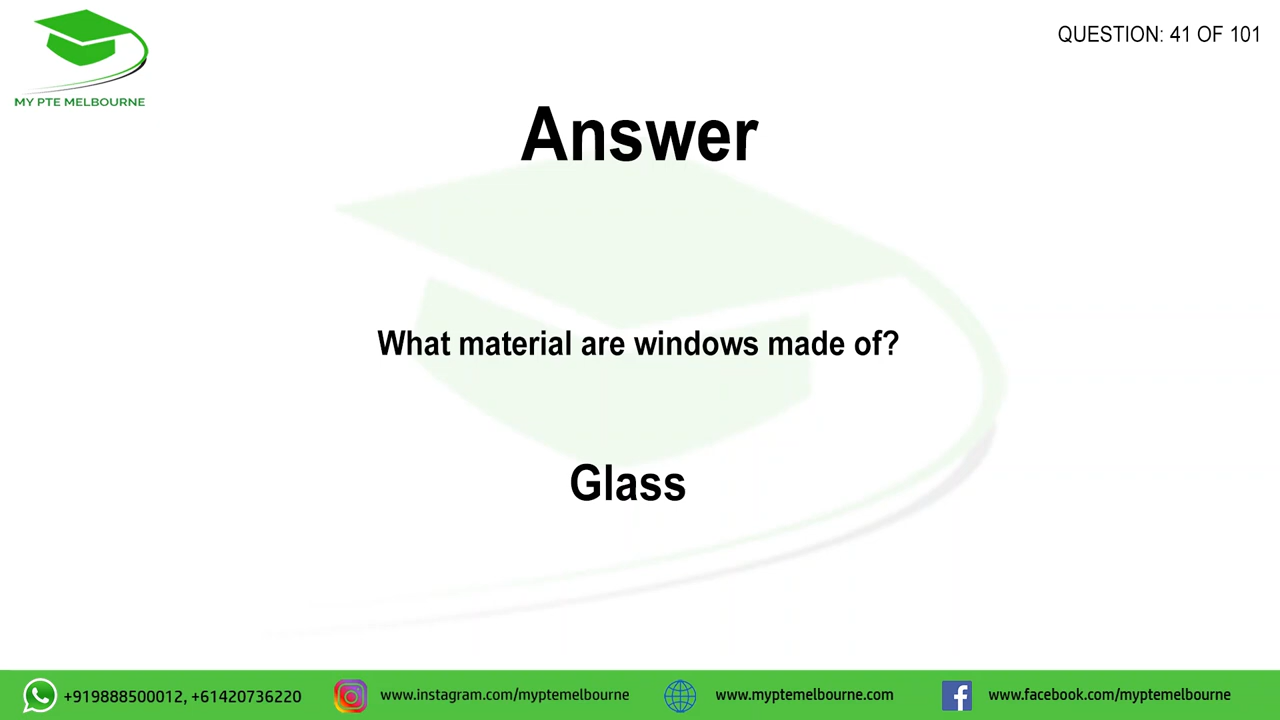 MY PTE MELBOURNE
QUESTION: 41 OF 101
Answer
What material are windows made of?
Glass
+919888500012, +61420736220
www.instagram.com/myptemelbourne
www.myptemelbourne.com
www.facebook.com/myptemelbourne